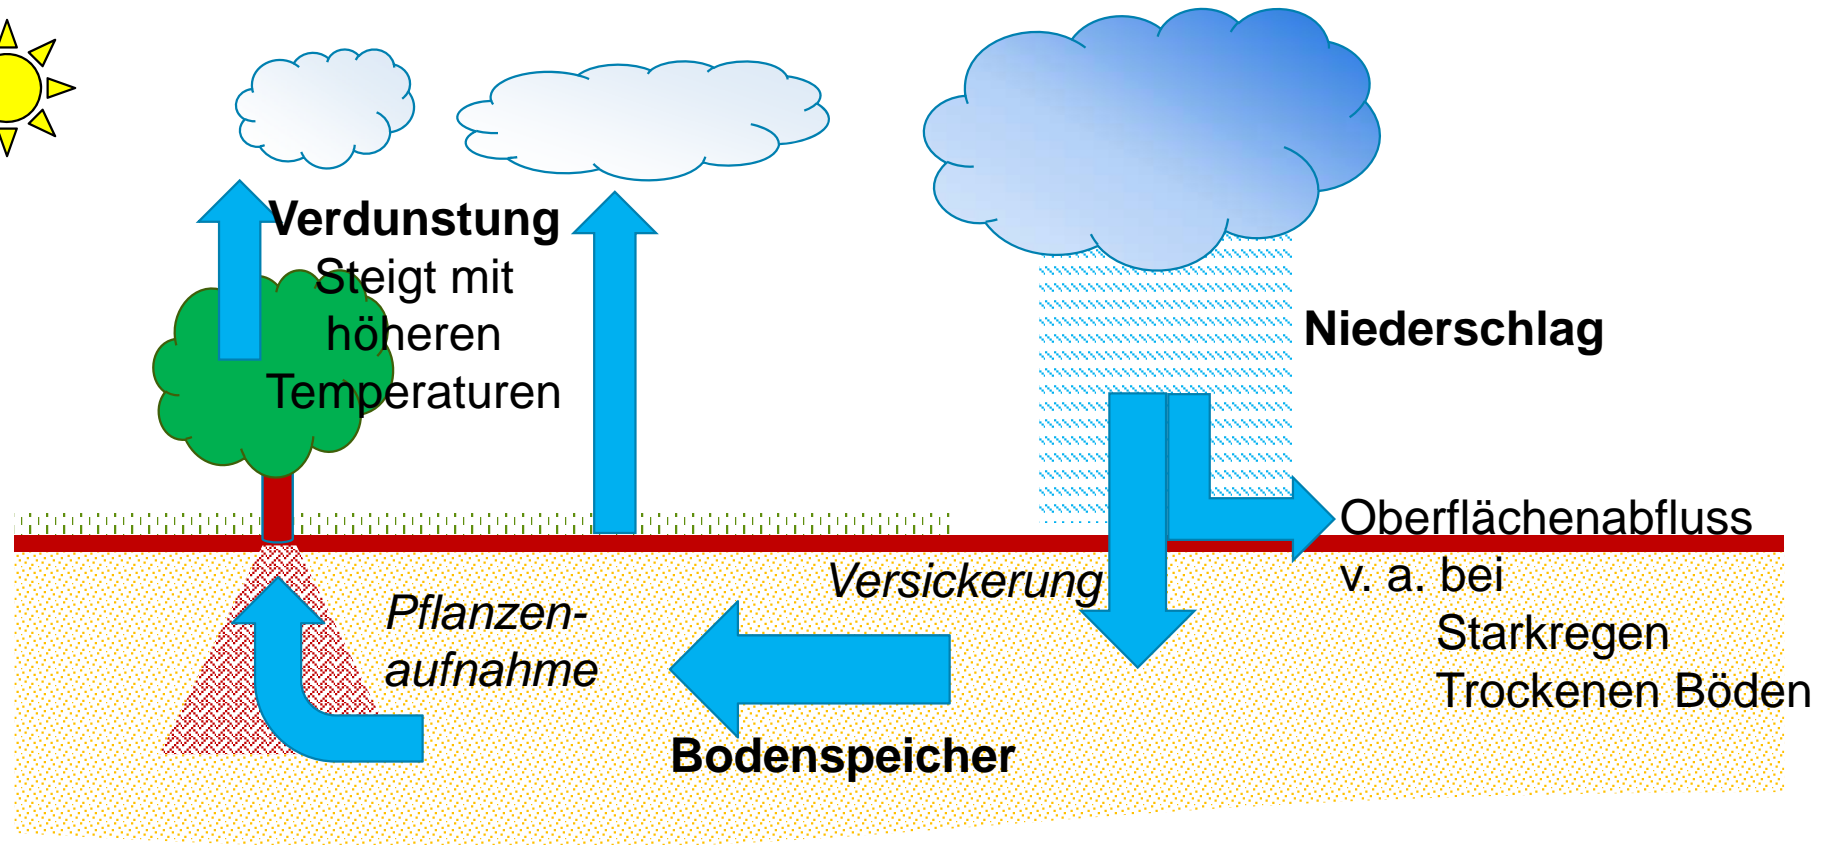 Verdunstung
Steigt mit
höheren
Temperaturen
Niederschlag
Oberflächenabfluss
v. a. bei
Starkregen
Trockenen Böden
Versickerung
Pflanzen-
aufnahme
Bodenspeicher